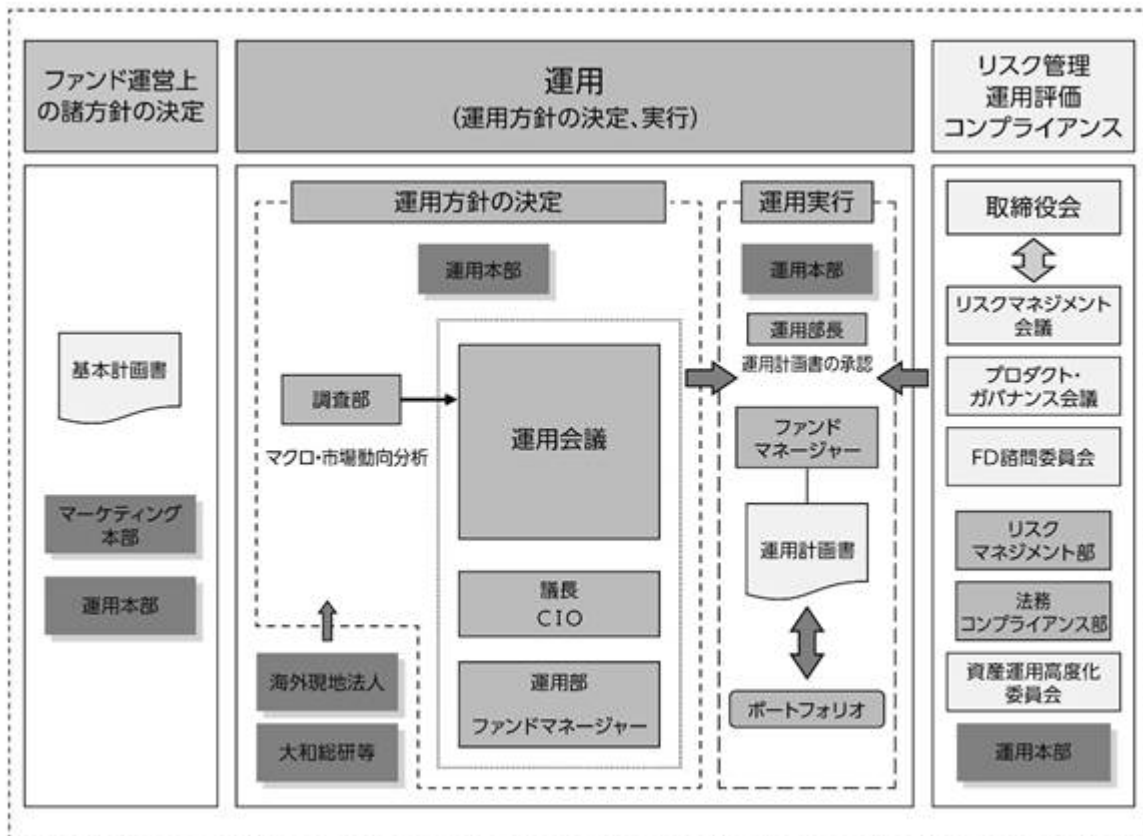 ファンド運営上
の諸方針の決定
運用
(運用方針の決定、実行)
リスク管理
運用評価
コンプライアンス
基本計画書
マーケティング
本部
運用本部
運用方針の決定
運用本部
調査部
マクロ・市場動向分析
運用会議
議長
CIO
運用部
ファンドマネージャー
海外現地法人
大和総研等
運用実行
運用本部
運用部長
運用計画書の承認
ファンド
マネージャー
運用計画書
ポートフォリオ
取締役会
リスクマネジメント
会議
プロダクト・
ガバナンス会議
FD諮問委員会
リスク
マネジメント部
法務
コンプライアンス部
資産運用高度化
委員会
運用本部